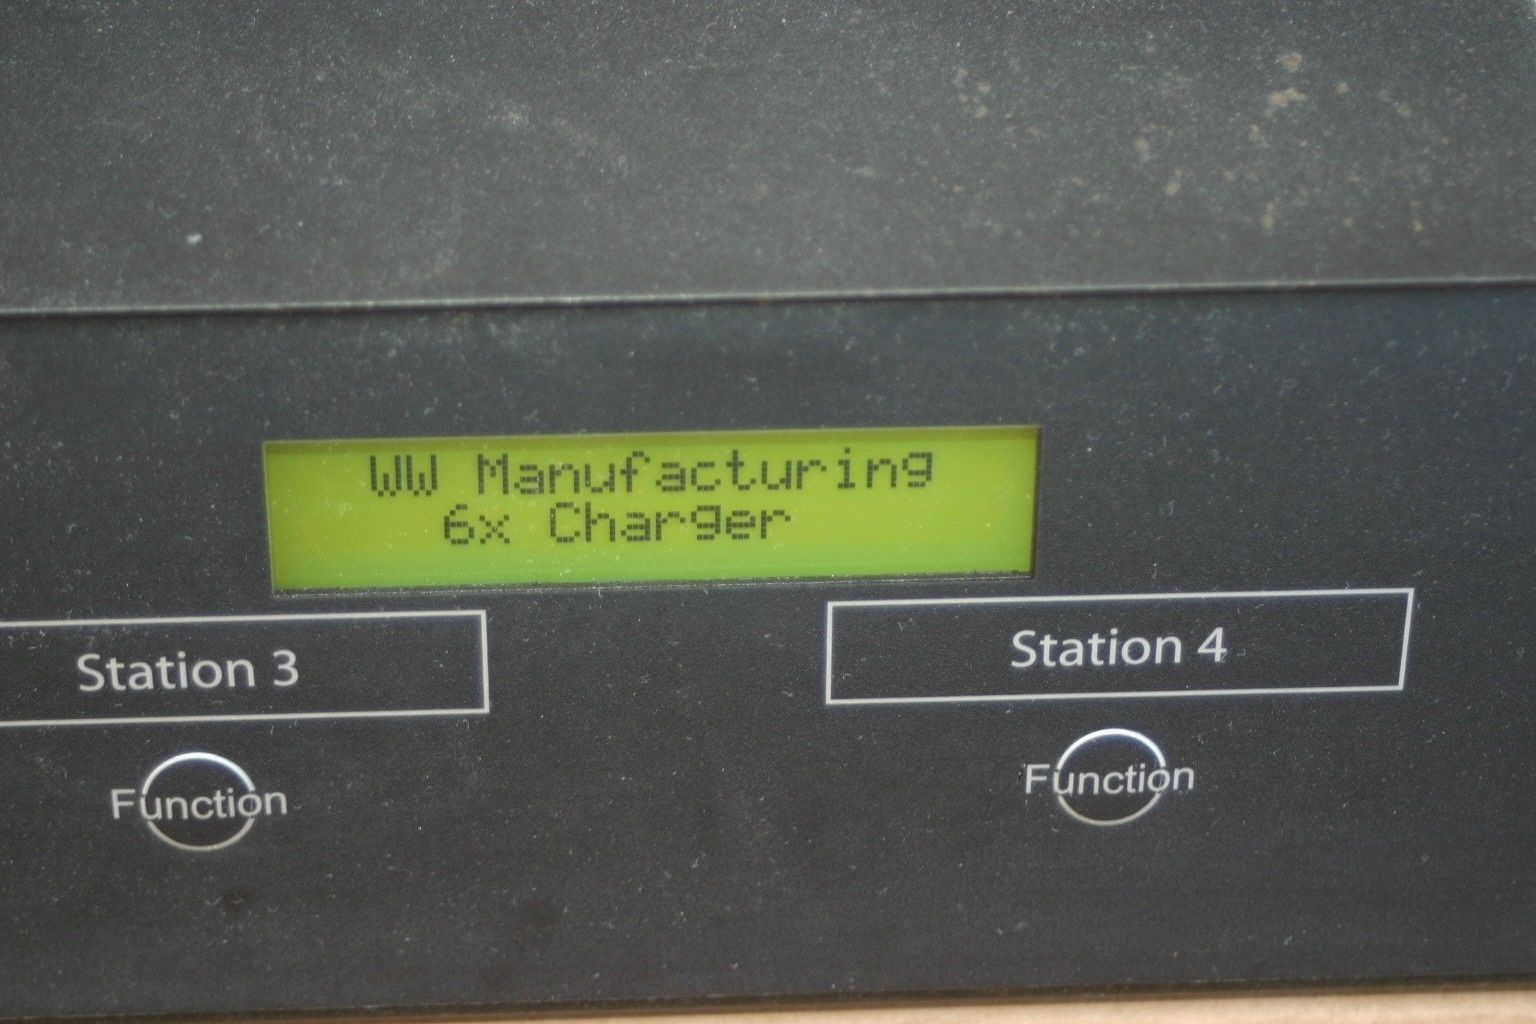 WW Manufacturing
6x Charger
Station 3
Station 4
Function
Function